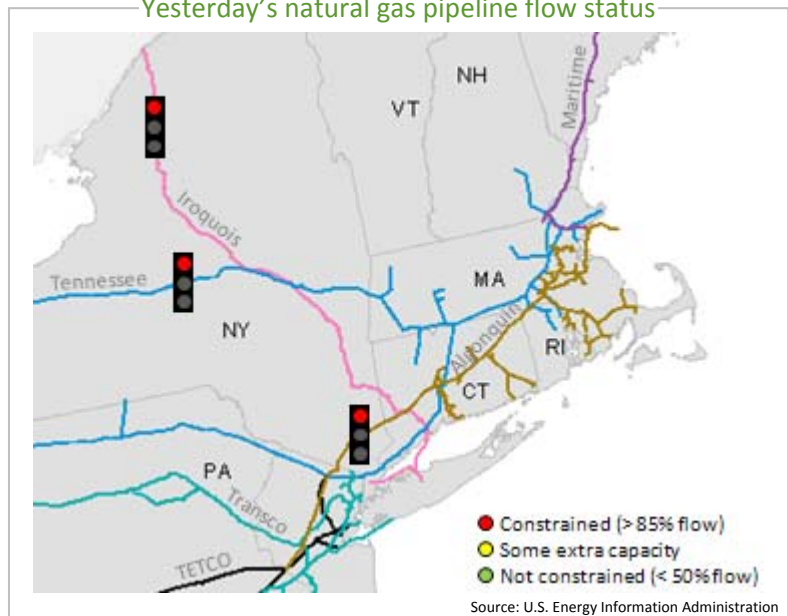 Yesterday's natural gas pipeline flow status
NH
VT
Maritime
Iroquois
Tennessee
MA
NY
Algonquin
RI
CT
PA
Transco
TETCO
Constrained (> 85% flow)
Some extra capacity
Not constrained (< 50% flow)
Source: U.S. Energy Information Administration